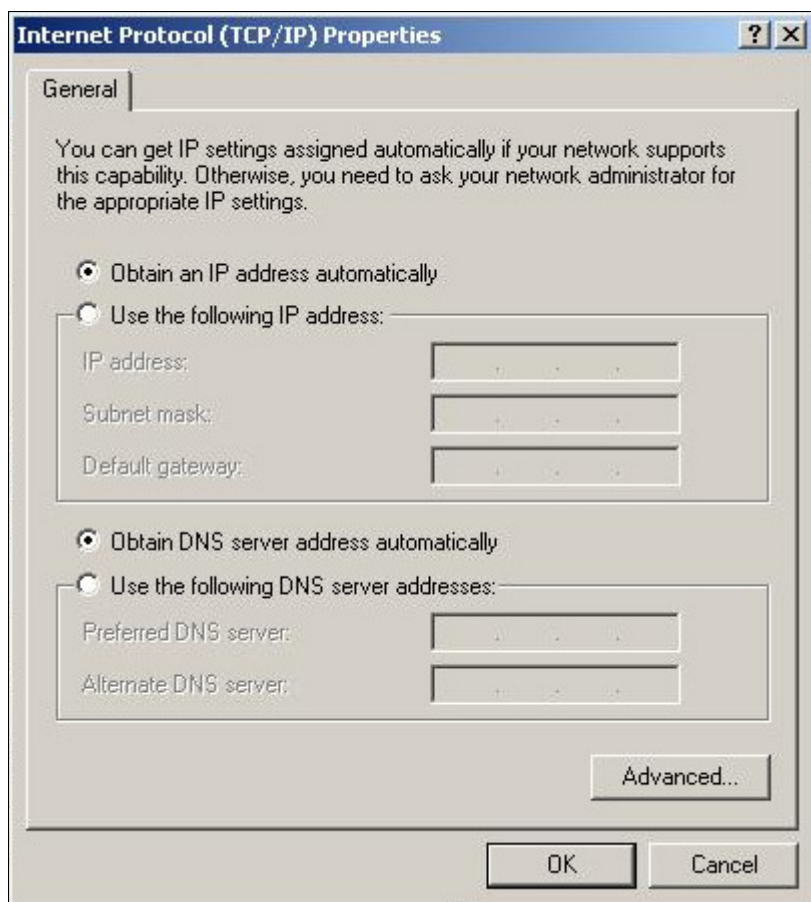 Internet Protocol (TCP/IP) Properties
General
You can get IP settings assigned automatically if your network supports
this capability. Otherwise, you need to ask your network administrator for
the appropriate IP settings.
Obtain an IP address automatically
Use the following IP address:
IP address:
Subnet mask:
Default gateway:
Obtain DNS server address automatically
Use the following DNS server addresses:
Preferred DNS server:
Alternate DNS server:
Advanced...
OK
Cancel